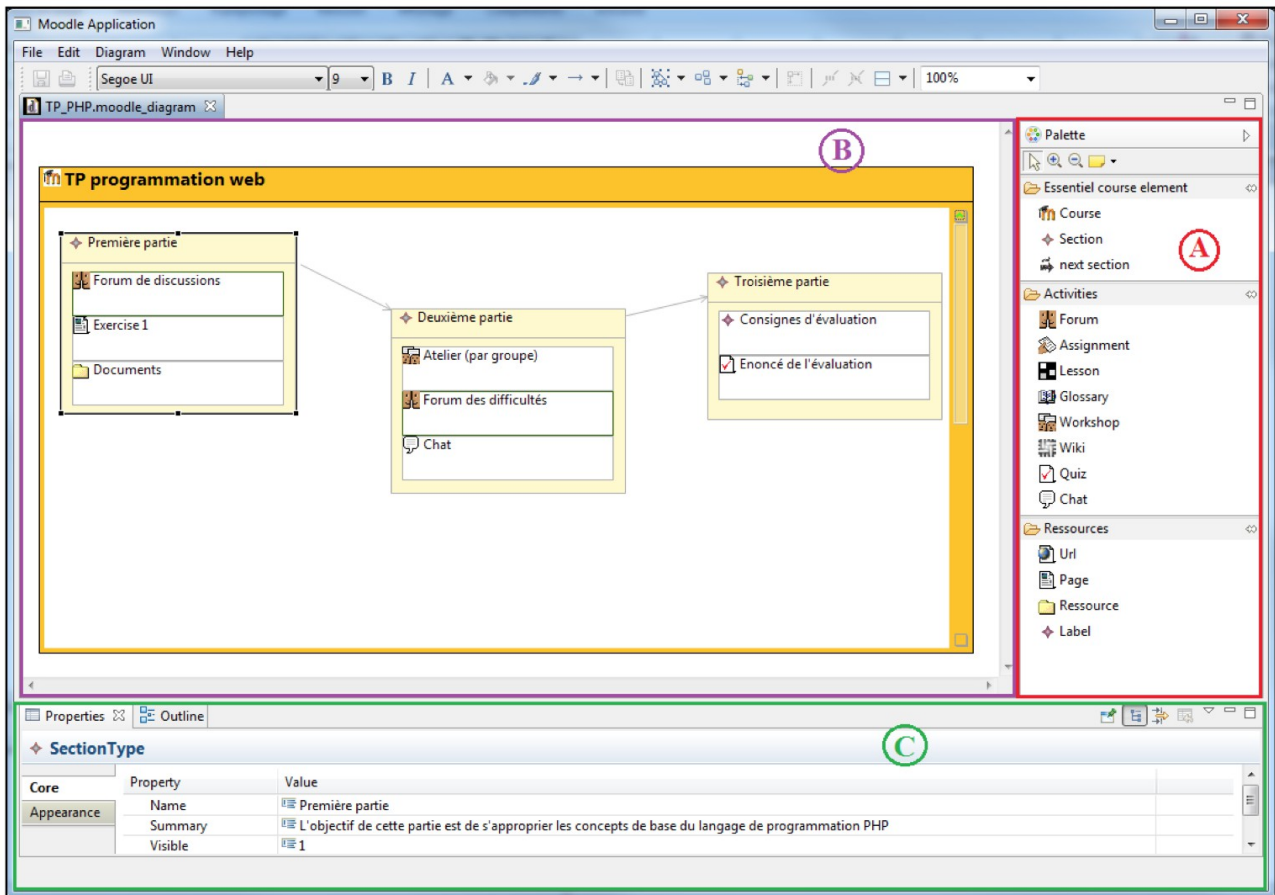 Moodle Application
File Edit Diagram Window Help
Segoe UI 9 B I A 100%
TP_PHP.moodle_diagram
B
TP programmation web
Première partie
Forum de discussions
Exercise 1
Documents
Deuxième partie
Atelier (par groupe)
Forum des difficultés
Chat
Troisième partie
Consignes d'évaluation
Enoncé de l'évaluation
Palette
Essentiel course element
Course
Section
next section
A
Activities
Forum
Assignment
Lesson
Glossary
Workshop
Wiki
Quiz
Chat
Ressources
Url
Page
Ressource
Label
Properties Outline
SectionType
C
Core
Appearance
Property Value
Name Première partie
Summary L'objectif de cette partie est de s'approprier les concepts de base du langage de programmation PHP
Visible 1